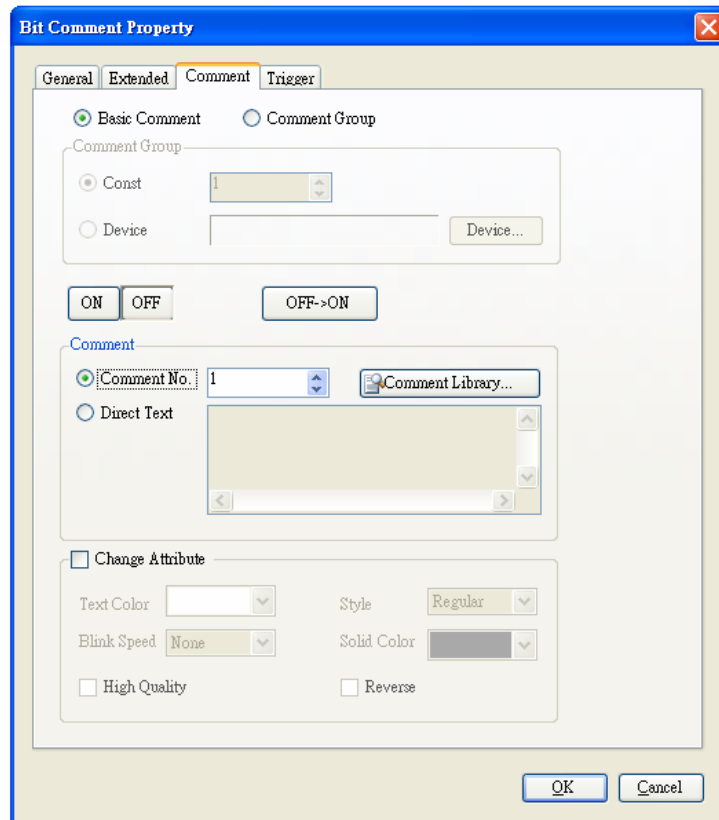 Bit Comment Property
General Extended Comment Trigger
Basic Comment Comment Group
Comment Group
Const 1
Device Device...
ON OFF OFF->ON
Comment
Comment No. 1 Comment Library...
Direct Text
Change Attribute
Text Color Style Regular
Blink Speed None Solid Color
High Quality Reverse
OK Cancel